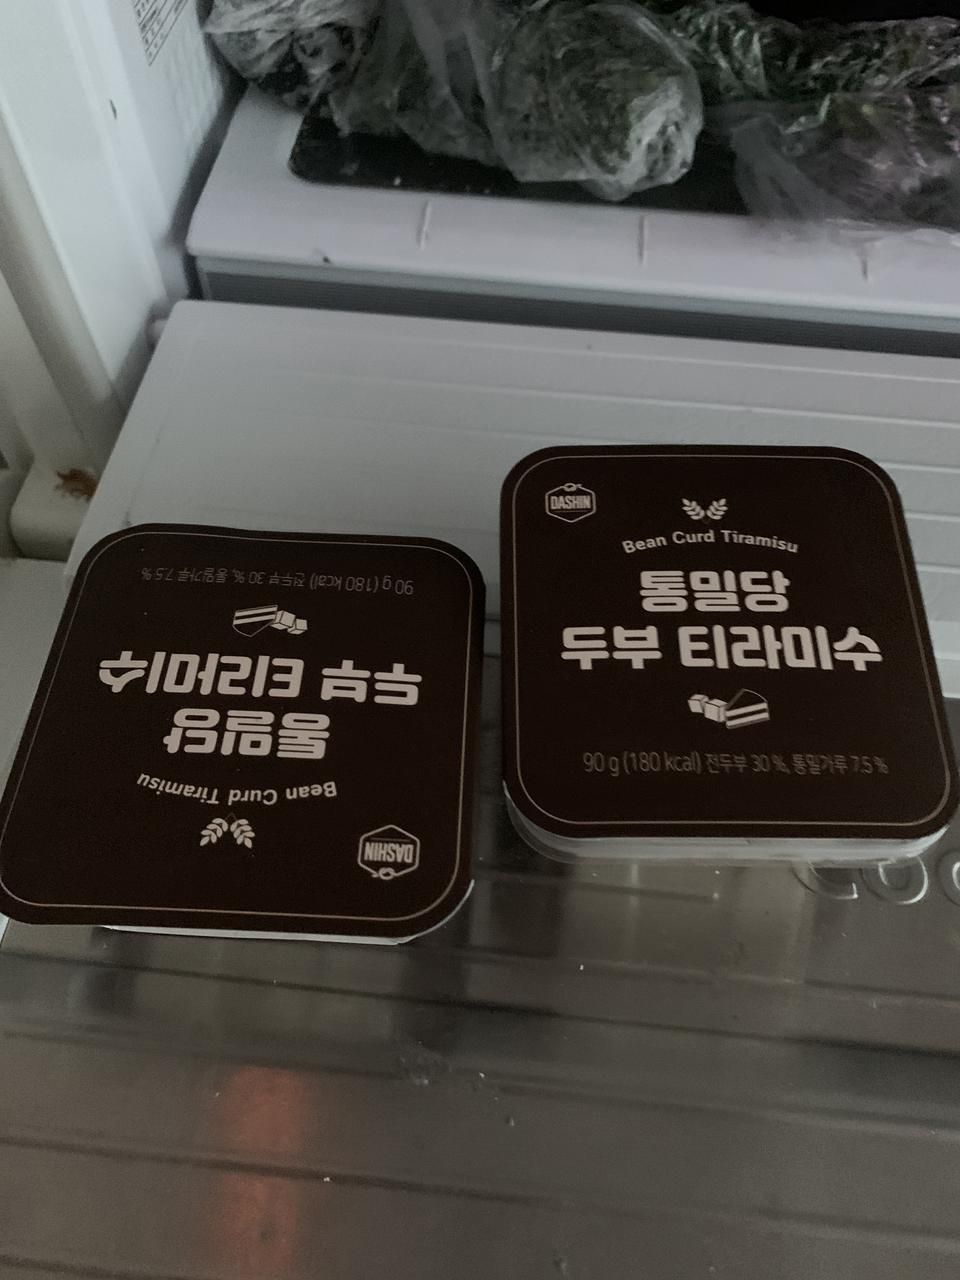 DASHIN
Bean Curd Tiramisu
통밀당
두부 티라미수
90 g (180 kcal) 전두부 30 %, 통밀가루 7.5 %
DASHIN
Bean Curd Tiramisu
통밀당
두부 티라미수
90 g (180 kcal) 전두부 30 %, 통밀가루 7.5 %